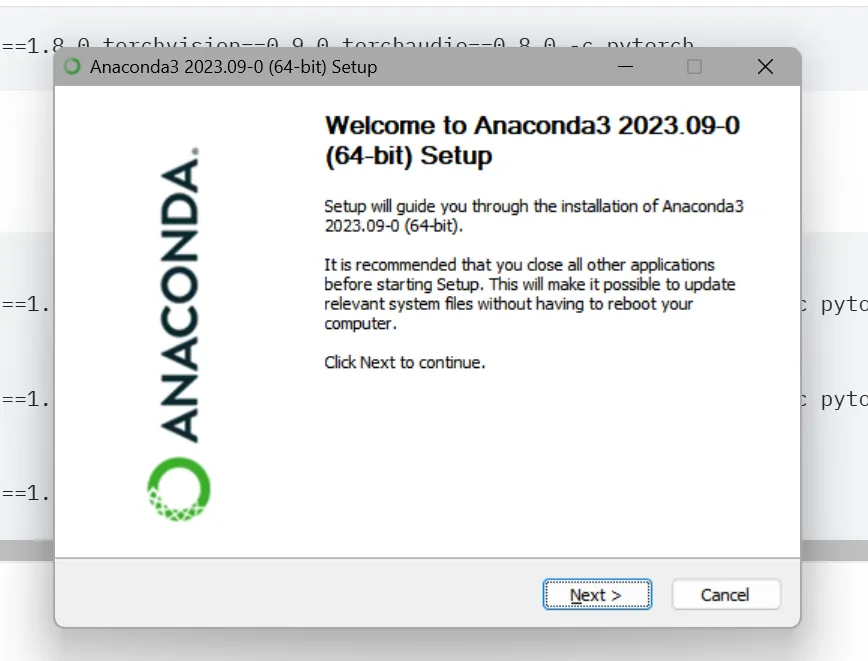 ==1.8.0 torchvision==0.9.0 torchaudio==0.8.0 -c pytorch
Anaconda3 2023.09-0 (64-bit) Setup
Welcome to Anaconda3 2023.09-0
(64-bit) Setup
ANACONDA.
Setup will guide you through the installation of Anaconda3
2023.09-0 (64-bit).
It is recommended that you close all other applications
before starting Setup. This will make it possible to update
relevant system files without having to reboot your
computer.
Click Next to continue.
==1.
c pyto
==1.
c pyto
==1.
Next >
Cancel